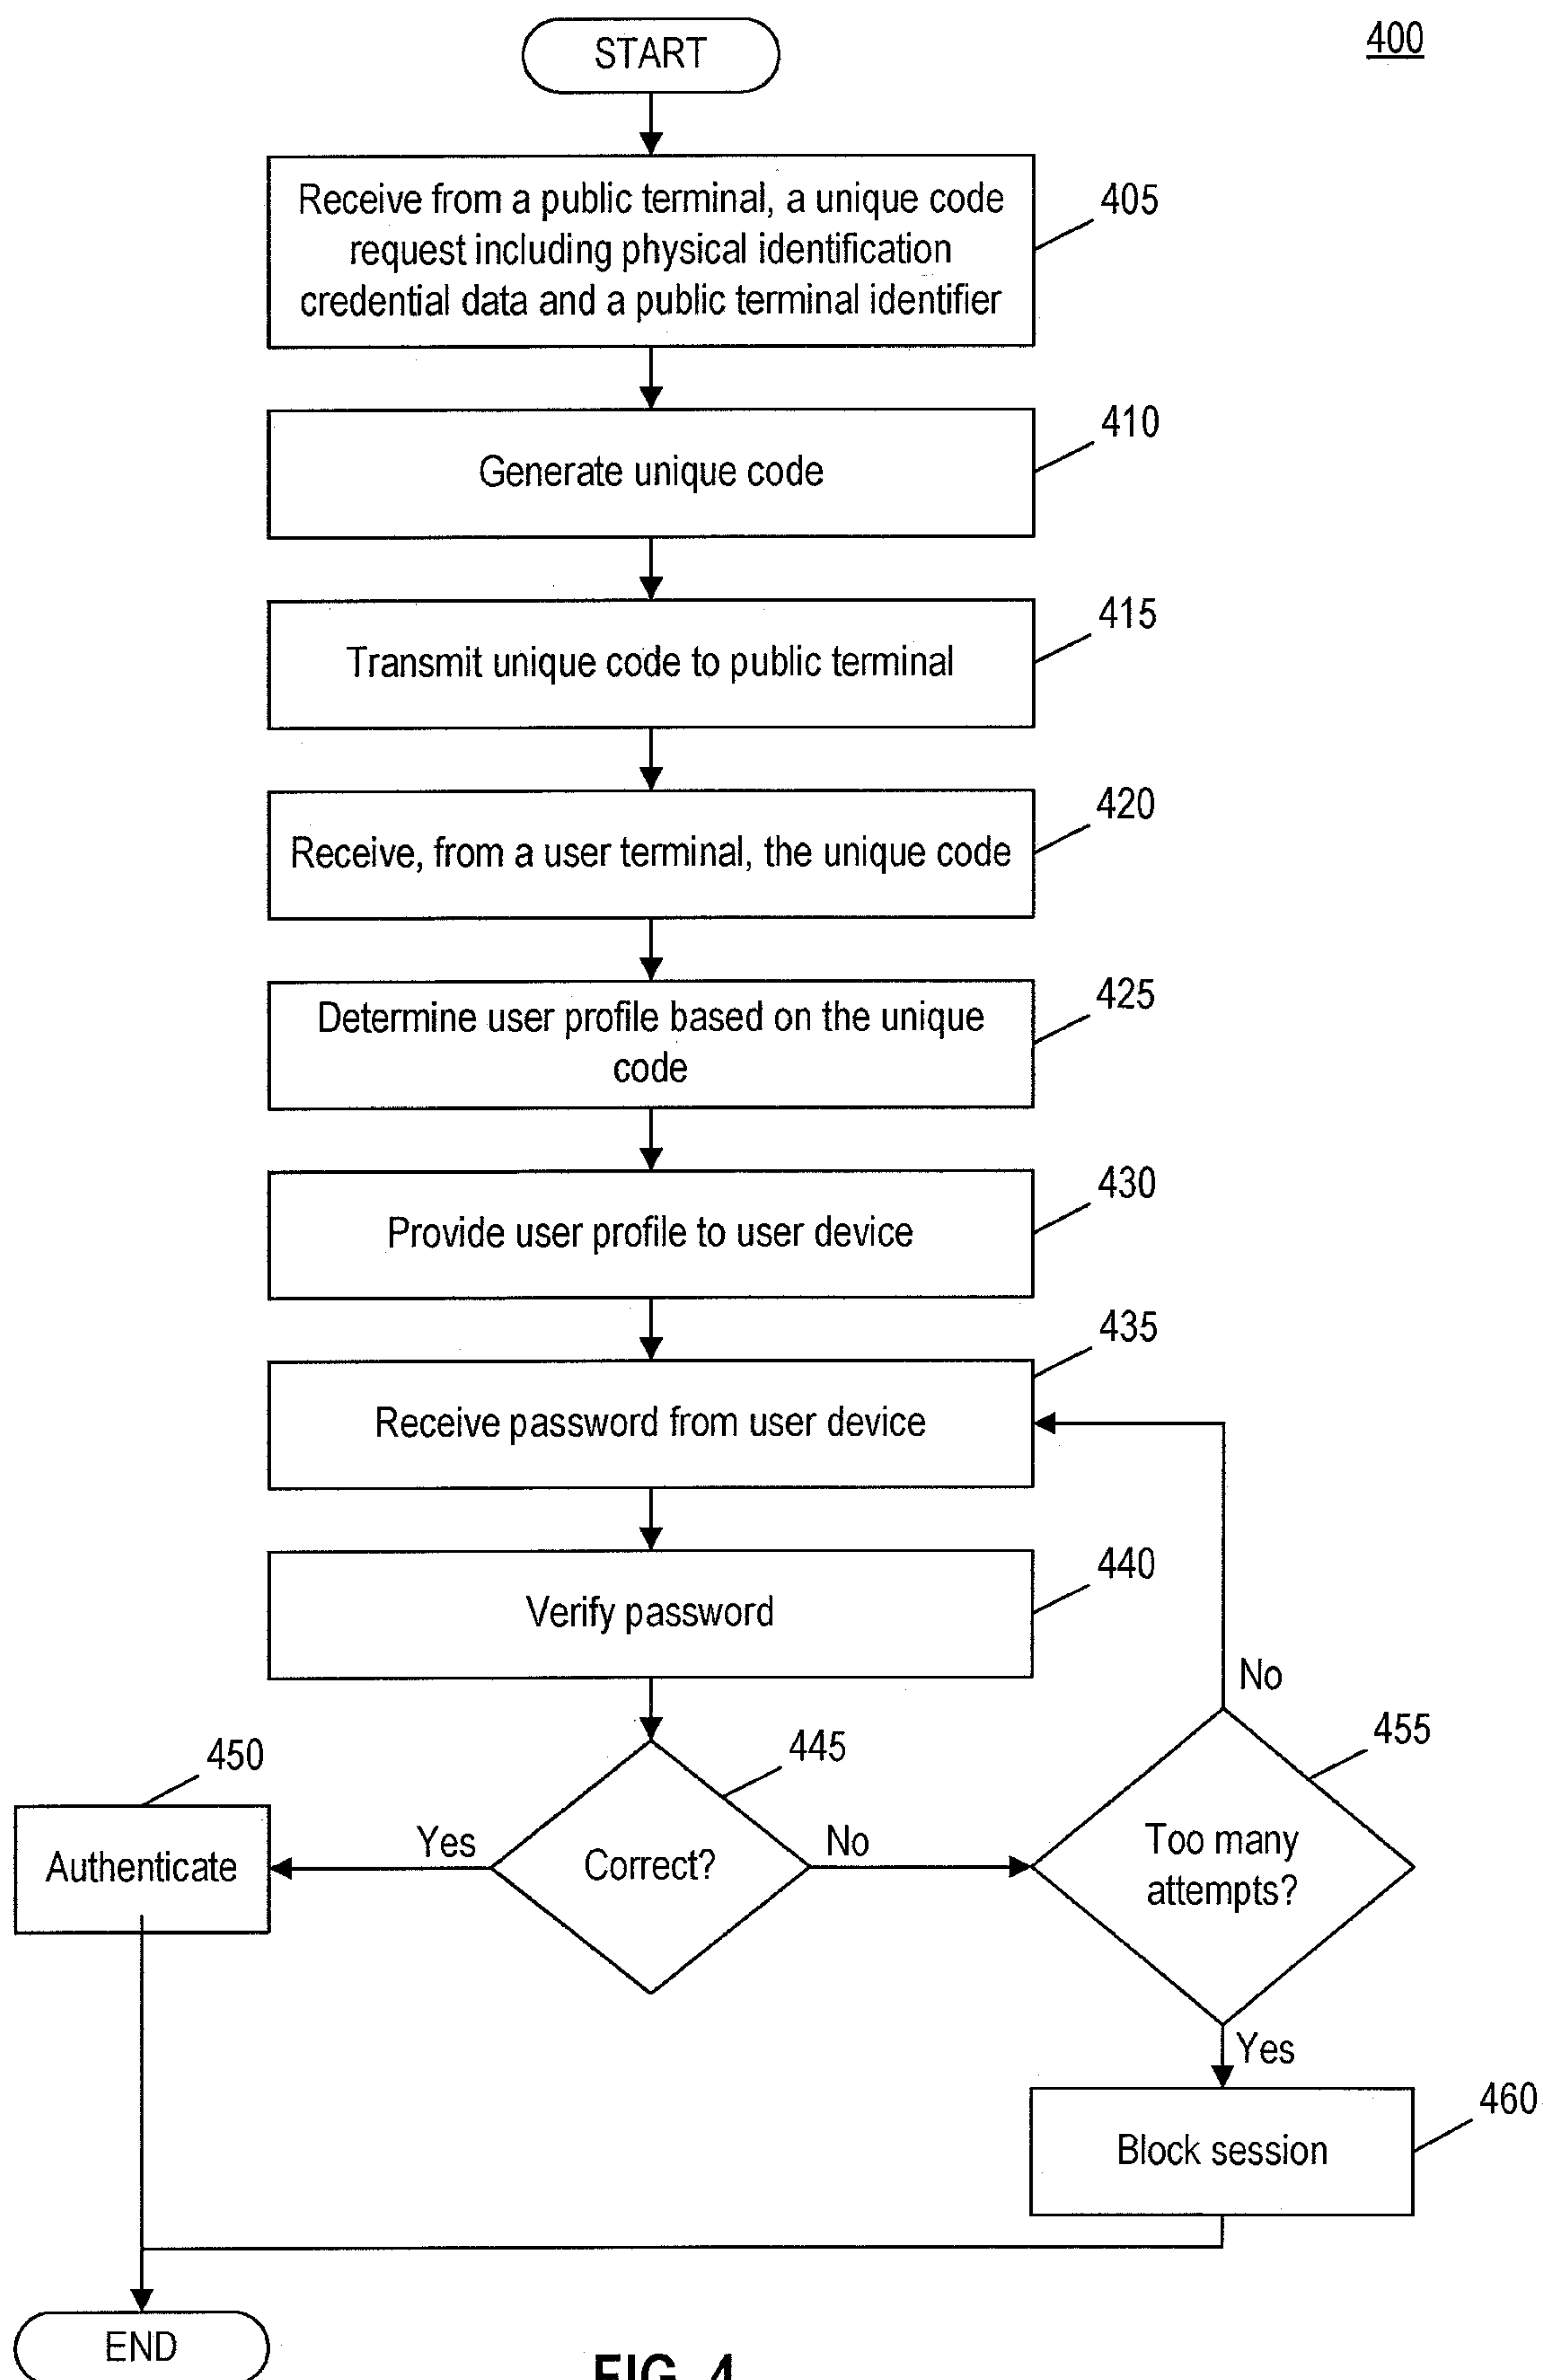 START
400
Receive from a public terminal, a unique code
request including physical identification
credential data and a public terminal identifier
405
Generate unique code
410
Transmit unique code to public terminal
415
Receive, from a user terminal, the unique code
420
Determine user profile based on the unique
code
425
Provide user profile to user device
430
Receive password from user device
435
Verify password
440
No
450
445
455
Authenticate
Yes
Correct?
No
Too many
attempts?
Yes
Block session
460
END
FIG. 4